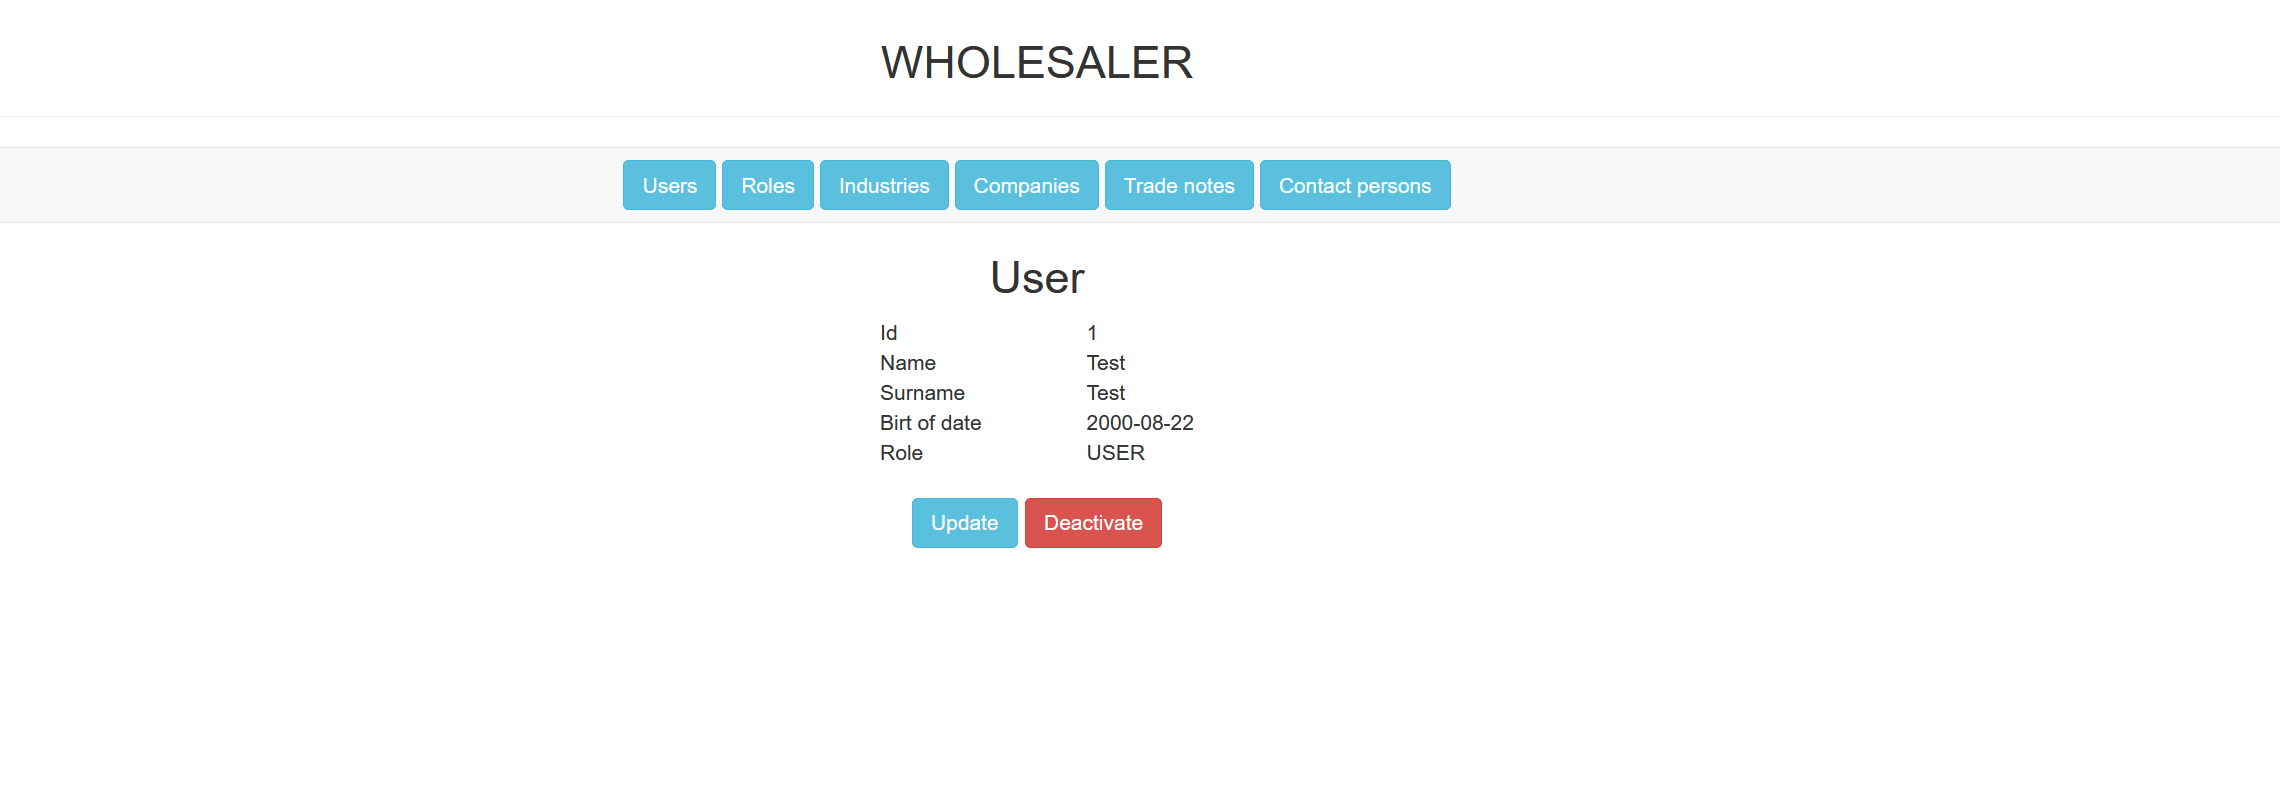 WHOLESALER
Users Roles Industries Companies Trade notes Contact persons
User
Id 1
Name Test
Surname Test
Birt of date 2000-08-22
Role USER
Update Deactivate